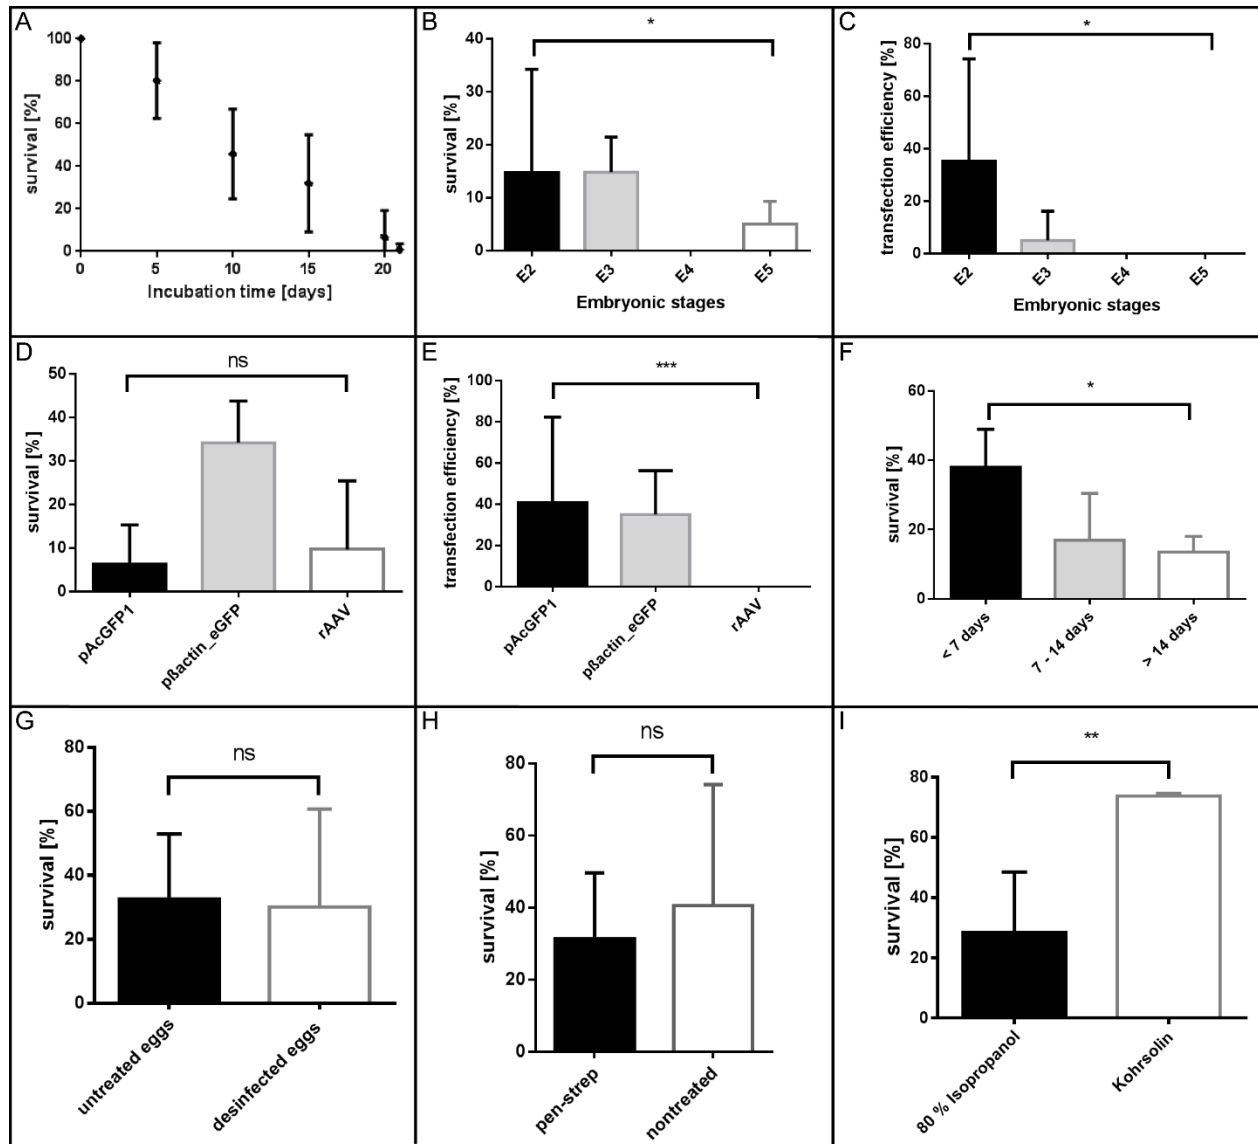 A
survival [%]
100
80
60
40
20
0
0
5
10
15
20
Incubation time [days]
B
*
survival [%]
40
30
20
10
0
E2
E3
E4
E5
Embryonic stages
C
*
transfection efficiency [%]
80
60
40
20
0
E2
E3
E4
E5
Embryonic stages
D
ns
survival [%]
50
40
30
20
10
0
pAcGFP1
pßactin_eGFP
rAAV
E
***
transfection efficiency [%]
100
80
60
40
20
0
pAcGFP1
pßactin_eGFP
rAAV
F
*
survival [%]
60
40
20
0
< 7 days
7 - 14 days
> 14 days
G
ns
survival [%]
80
60
40
20
0
untreated eggs
desinfected eggs
H
ns
survival [%]
80
60
40
20
0
pen-strep
nontreated
I
**
survival [%]
80
60
40
20
0
80 % Isopropanol
Kohrsolin